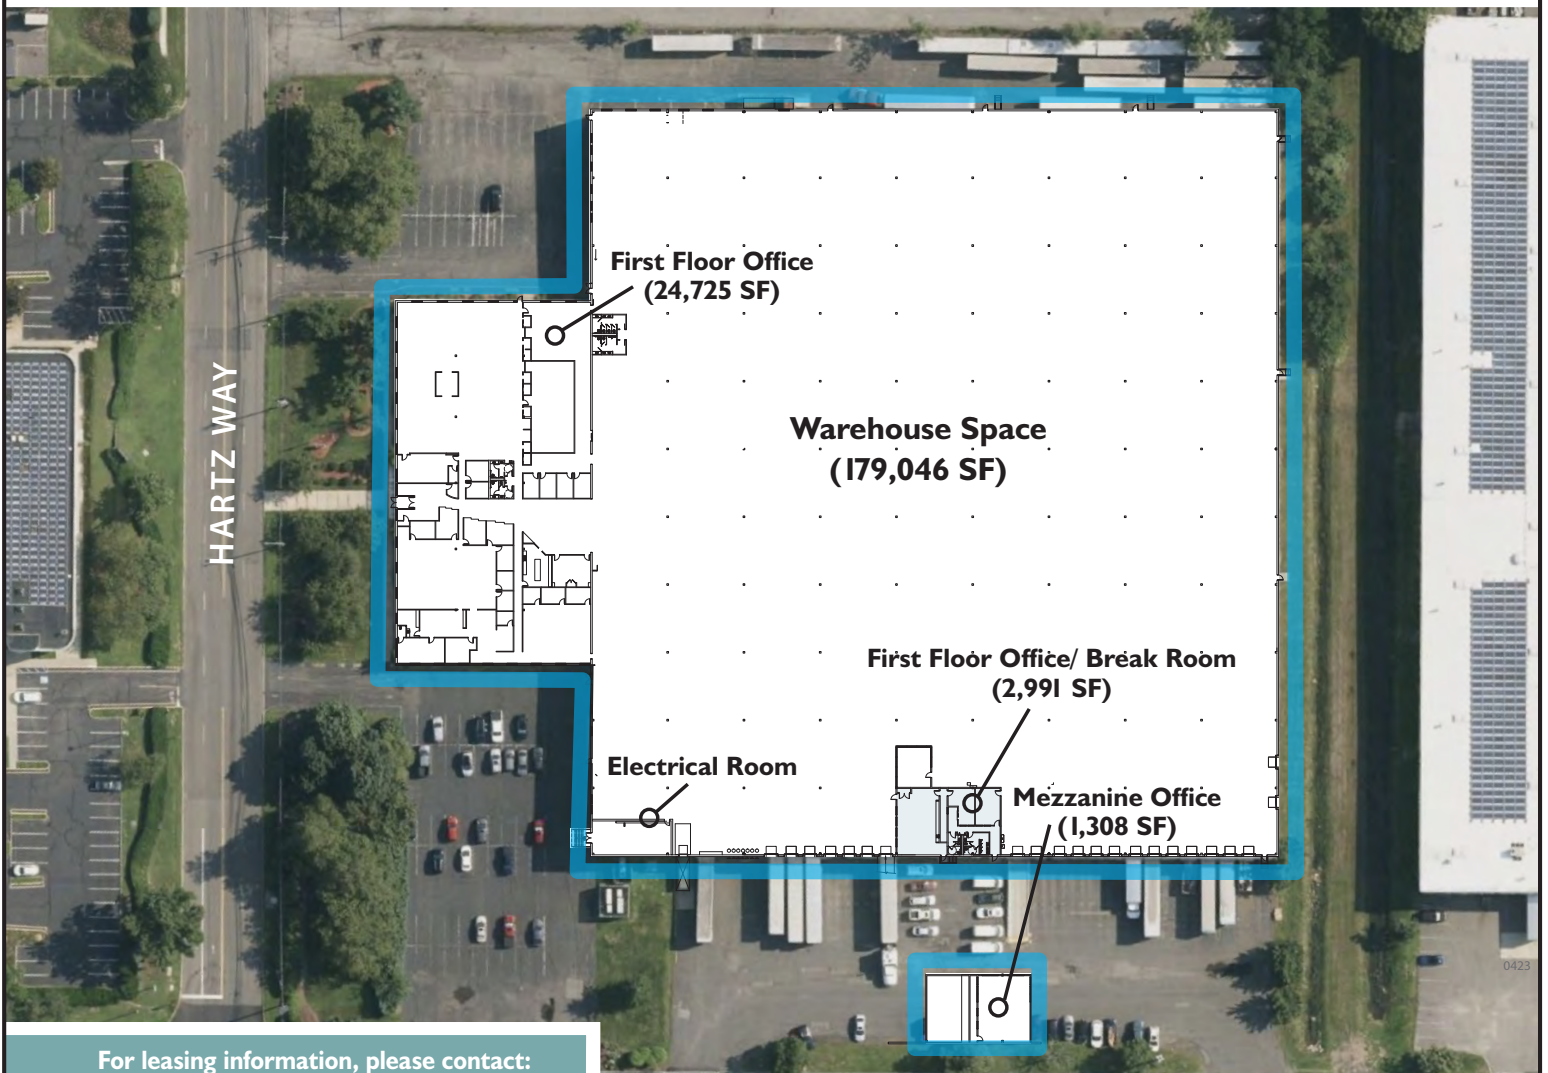 First Floor Office
(24,725 SF)
HARTZ WAY
Warehouse Space
(179,046 SF)
First Floor Office/ Break Room
(2,991 SF)
Electrical Room
Mezzanine Office
(1,308 SF)
0423
For leasing information, please contact: